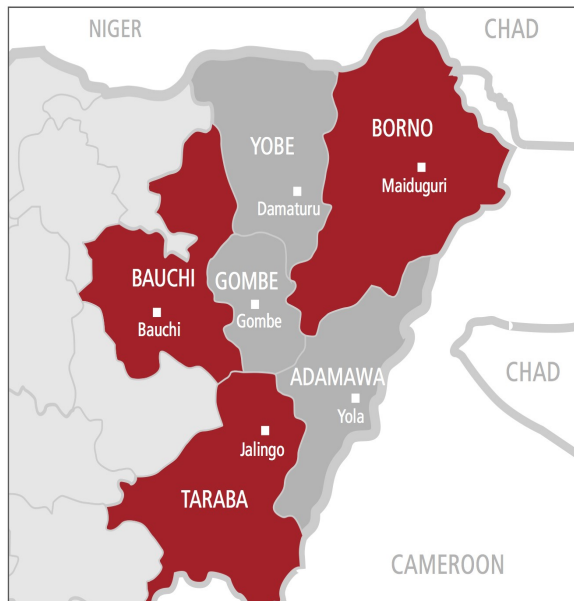 NIGER
CHAD
BORNO
YOBE
Maiduguri
Damaturu
BAUCHI
GOMBE
Gombe
Bauchi
ADAMAWA
CHAD
Yola
Jalingo
TARABA
CAMEROON